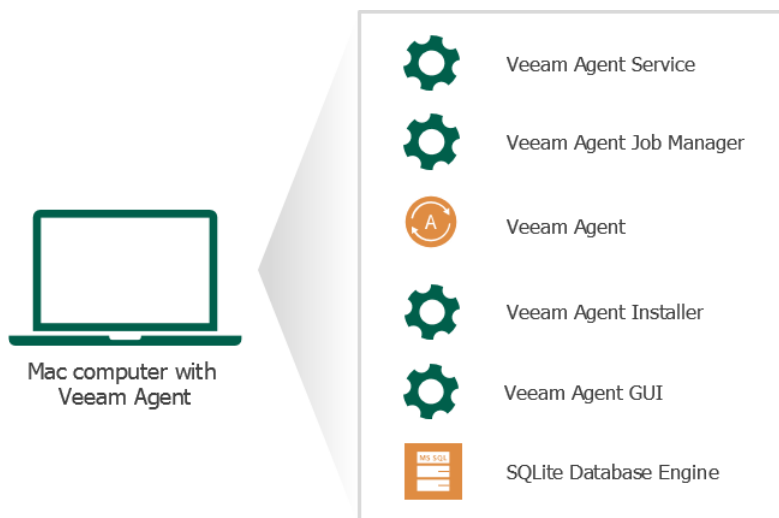 Veeam Agent Service
Veeam Agent Job Manager
A
Veeam Agent
Veeam Agent Installer
Veeam Agent GUI
MS SQL
SQLite Database Engine
Mac computer with
Veeam Agent